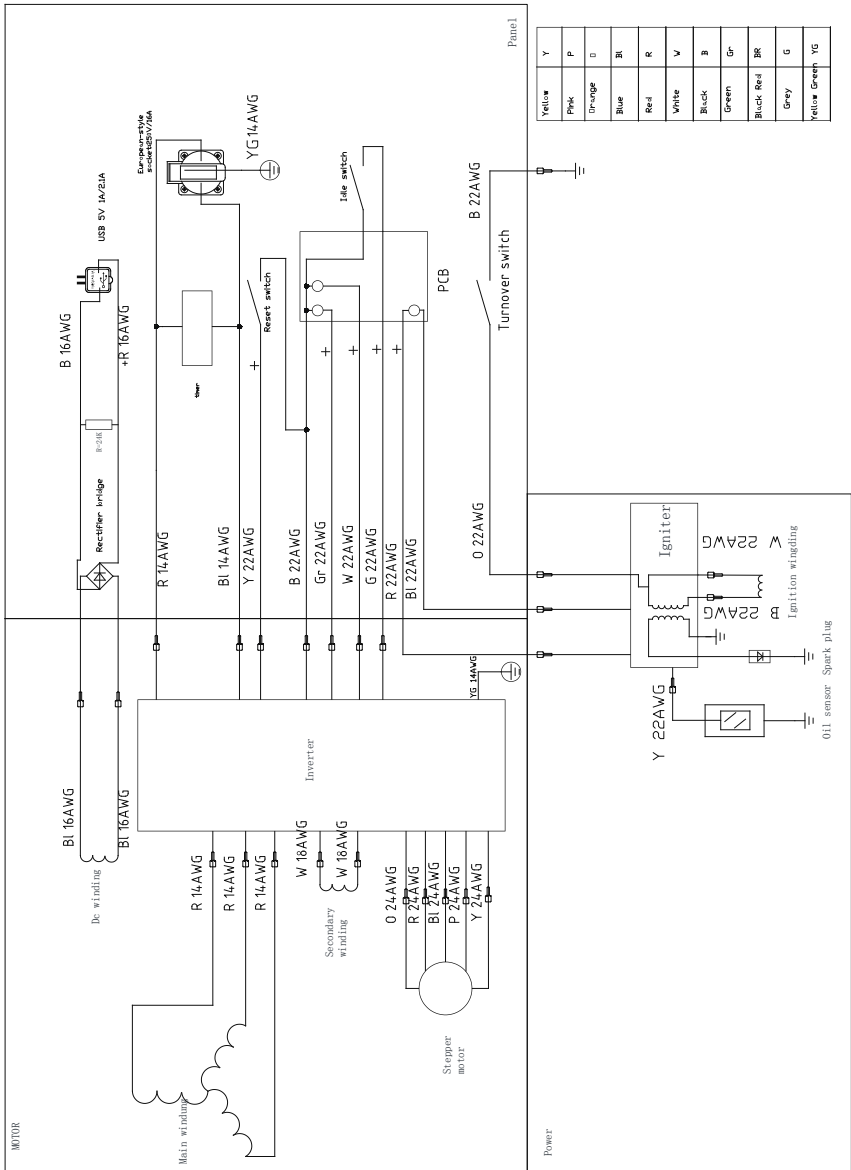 MOTOR
Dc winding
Bl 16AWG
Bl 16AWG
Main windung
R 14AWG
R 14AWG
R 14AWG
Secondary
winding
W 18AWG
W 18AWG
Stepper
motor
O 24AWG
R 24AWG
Bl 24AWG
P 24AWG
Y 24AWG
Inverter
YG 14AWG
Panel
Rectifier bridge
R=24K
B 16AWG
+R 16AWG
USB 5V 1A/2.1A
European-style
socket250V/16A
YG14AWG
timer
R 14AWG
Bl 14AWG
Y 22AWG
+
Reset switch
B 22AWG
Gr 22AWG
+
W 22AWG
+
G 22AWG
+
R 22AWG
+
Bl 22AWG
Idle switch
PCB
O 22AWG
Turnover switch
B 22AWG
Yellow Y
Pink P
Orange O
Blue Bl
Red R
White W
Black B
Green Gr
Black Red BR
Grey G
Yellow Green YG
Power
Igniter
W 22AWG
B 22AWG
Ignition wingding
Spark plug
Y 22AWG
Oil sensor